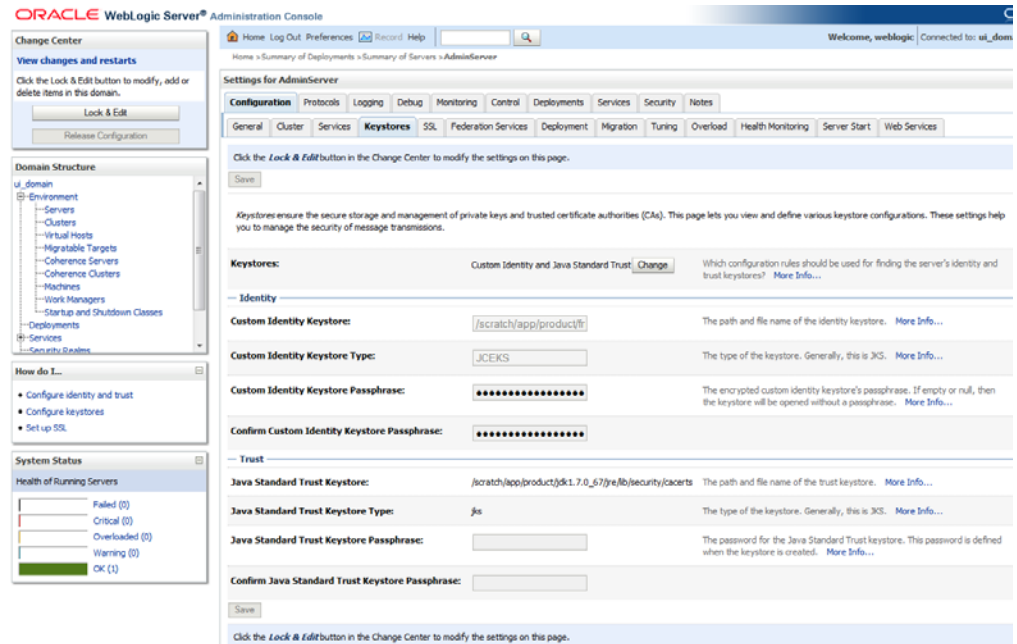 ORACLE WebLogic Server® Administration Console
Change Center
View changes and restarts
Click the Lock & Edit button to modify, add or
delete items in this domain.
Lock & Edit
Release Configuration
Domain Structure
ui_domain
Environment
Servers
Clusters
Virtual Hosts
Migratable Targets
Coherence Servers
Coherence Clusters
Machines
Work Managers
Startup and Shutdown Classes
Deployments
Services
Security Realms
How do I...
Configure identity and trust
Configure keystores
Set up SSL
System Status
Health of Running Servers
Failed (0)
Critical (0)
Overloaded (0)
Warning (0)
OK (1)
Home Log Out Preferences Record Help
Welcome, weblogic Connected to: ui_dom
Home >Summary of Deployments >Summary of Servers >AdminServer
Settings for AdminServer
Configuration Protocols Logging Debug Monitoring Control Deployments Services Security Notes
General Cluster Services Keystores SSL Federation Services Deployment Migration Tuning Overload Health Monitoring Server Start Web Services
Click the Lock & Edit button in the Change Center to modify the settings on this page.
Save
Keystores ensure the secure storage and management of private keys and trusted certificate authorities (CAs). This page lets you view and define various keystore configurations. These settings help
you to manage the security of message transmissions.
Keystores: Custom Identity and Java Standard Trust Change Which configuration rules should be used for finding the server's identity and
trust keystores? More Info...
Identity
Custom Identity Keystore: /scratch/app/product/fr The path and file name of the identity keystore. More Info...
Custom Identity Keystore Type: JCEKS The type of the keystore. Generally, this is JKS. More Info...
Custom Identity Keystore Passphrase: ●●●●●●●●●●●●●●●●● The encrypted custom identity keystore's passphrase. If empty or null, then
the keystore will be opened without a passphrase. More Info...
Confirm Custom Identity Keystore Passphrase: ●●●●●●●●●●●●●●●●●
Trust
Java Standard Trust Keystore: /scratch/app/product/jdk1.7.0_67/jre/lib/security/cacerts The path and file name of the trust keystore. More Info...
Java Standard Trust Keystore Type: jks The type of the keystore. Generally, this is JKS. More Info...
Java Standard Trust Keystore Passphrase: The password for the Java Standard Trust keystore. This password is defined
when the keystore is created. More Info...
Confirm Java Standard Trust Keystore Passphrase:
Save
Click the Lock & Edit button in the Change Center to modify the settings on this page.